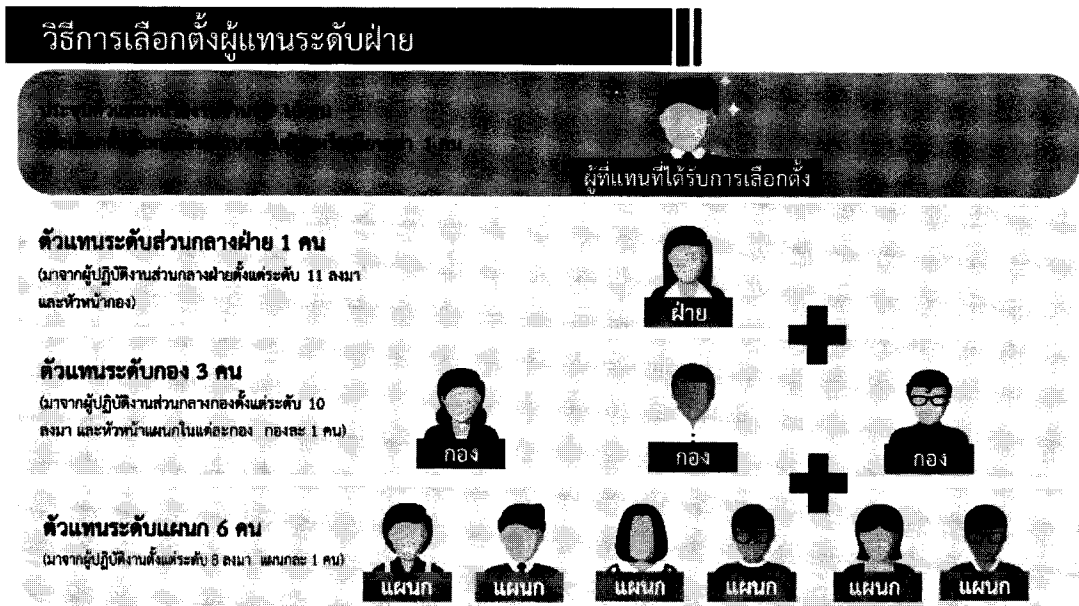 วิธีการเลือกตั้งผู้แทนระดับฝ่าย
1 คน
ผู้ที่แทนที่ได้รับการเลือกตั้ง
ตัวแทนระดับส่วนกลางฝ่าย 1 คน
(มาจากผู้ปฏิบัติงานส่วนกลางฝ่ายตั้งแต่ระดับ 11 ลงมา
และหัวหน้ากอง)
ฝ่าย
ตัวแทนระดับกอง 3 คน
(มาจากผู้ปฏิบัติงานส่วนกลางกองตั้งแต่ระดับ 10
ลงมา และหัวหน้าแผนกในแต่ละกอง กองละ 1 คน)
กอง กอง กอง
ตัวแทนระดับแผนก 6 คน
(มาจากผู้ปฏิบัติงานตั้งแต่ระดับ 8 ลงมา แผนกละ 1 คน)
แผนก แผนก แผนก แผนก แผนก แผนก